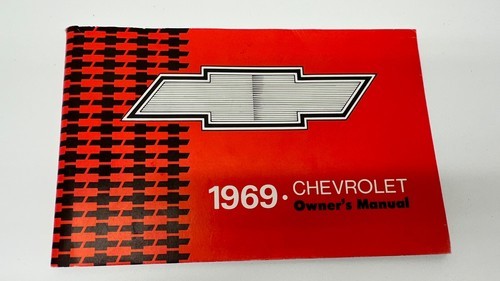 1969 • CHEVROLET
Owner's Manual